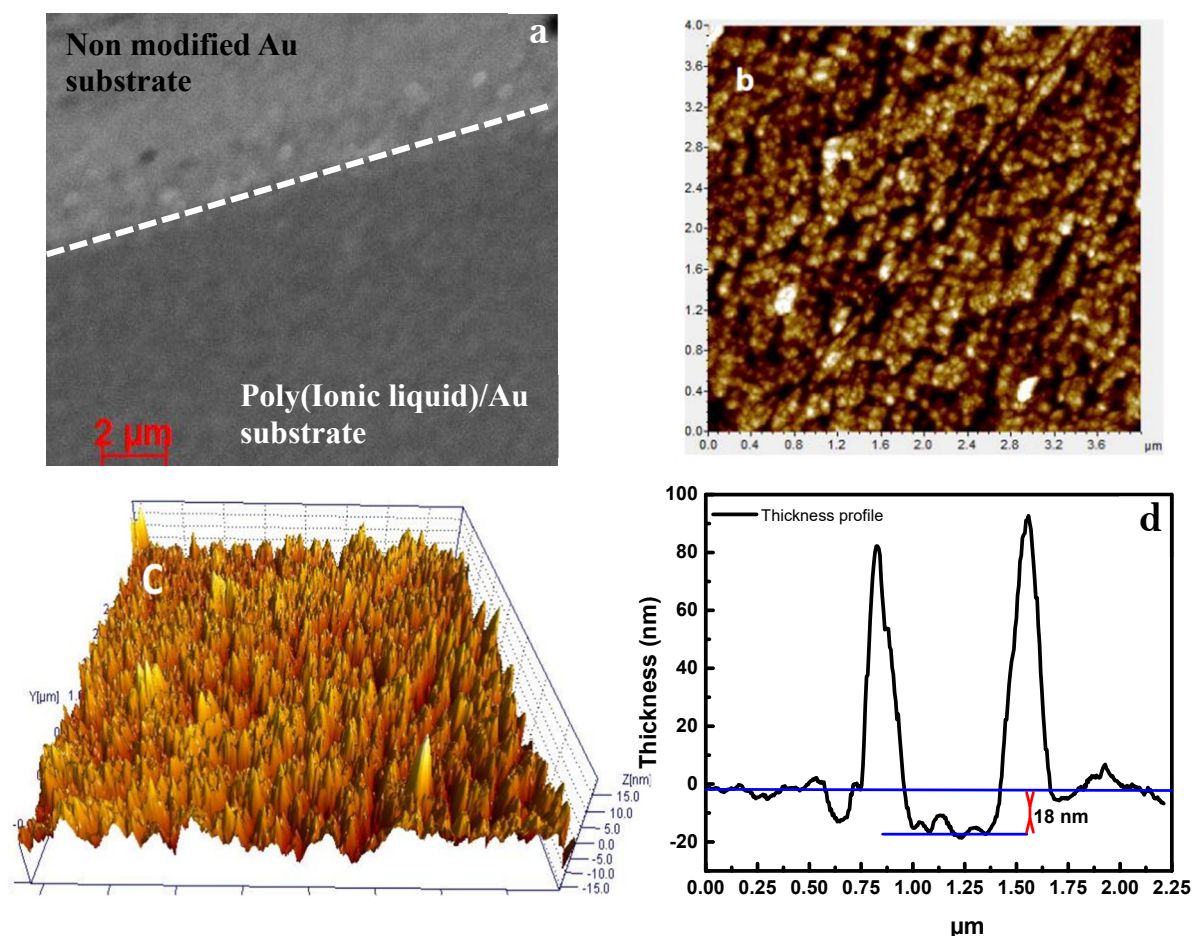 Non modified Au
substrate
a
Poly(Ionic liquid)/Au
substrate
2 µm
b
4.0
3.6
3.2
2.8
2.4
2.0
1.6
1.2
0.8
0.4
0.0
0.0 0.4 0.8 1.2 1.6 2.0 2.4 2.8 3.2 3.6 µm
C
Y[µm]
Z[nm]
15.0
10.0
5.0
0.0
-5.0
-10.0
-15.0
d
Thickness profile
Thickness (nm)
100
80
60
40
20
0
-20
18 nm
0.00 0.25 0.50 0.75 1.00 1.25 1.50 1.75 2.00 2.25
µm